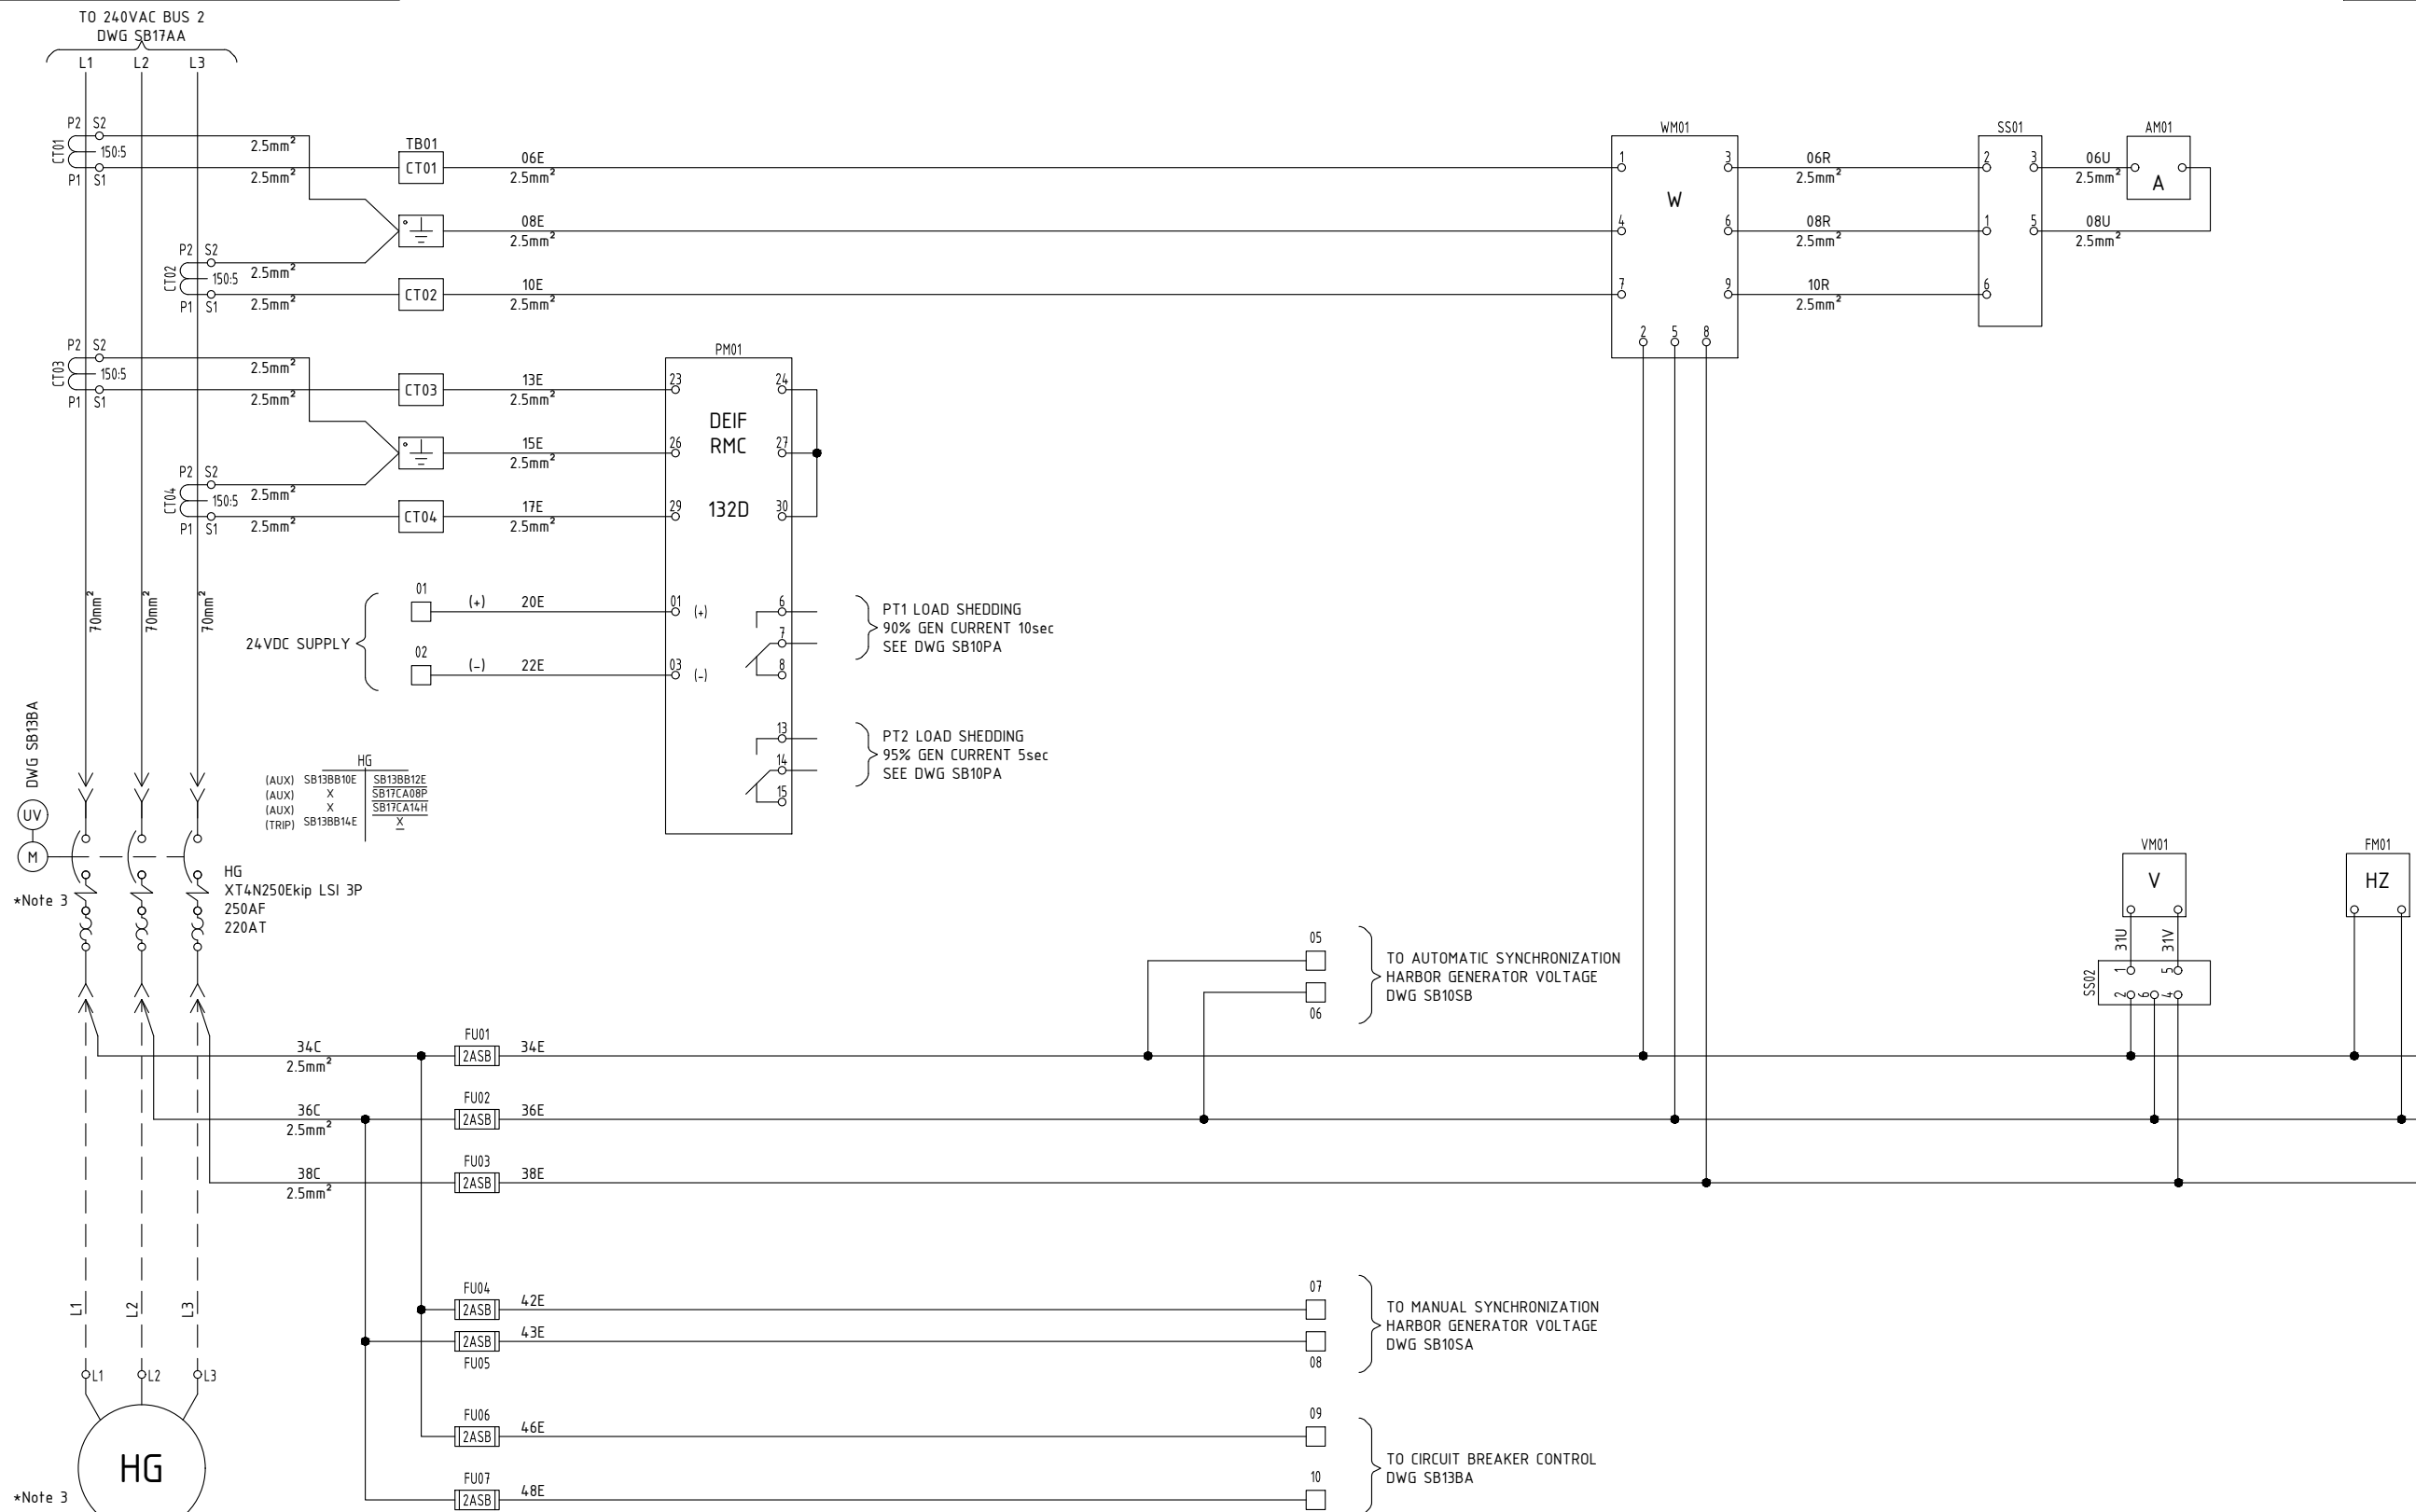 TO 240VAC BUS 2
DWG SB17AA
L1 L2 L3
P2 S2
CT01 150:5
P1 S1
2.5mm²
2.5mm²
TB01
CT01
06E
2.5mm²
08E
2.5mm²
P2 S2
CT02 150:5
P1 S1
2.5mm²
2.5mm²
CT02
10E
2.5mm²
WM01
W
1 3
4 6
7 9
2 5 8
06R
2.5mm²
08R
2.5mm²
10R
2.5mm²
SS01
2 3
1 5
6
06U
2.5mm²
08U
2.5mm²
AM01
A
P2 S2
CT03 150:5
P1 S1
2.5mm²
2.5mm²
CT03
13E
2.5mm²
15E
2.5mm²
P2 S2
CT04 150:5
P1 S1
2.5mm²
2.5mm²
CT04
17E
2.5mm²
PM01
DEIF
RMC
132D
23 24
26 27
29 30
01 (+)
03 (-)
6
7
8
13
14
15
24VDC SUPPLY
01 (+) 20E
02 (-) 22E
PT1 LOAD SHEDDING
90% GEN CURRENT 10sec
SEE DWG SB10PA
PT2 LOAD SHEDDING
95% GEN CURRENT 5sec
SEE DWG SB10PA
70mm² 70mm² 70mm²
DWG SB13BA
UV
M
*Note 3
HG
(AUX) SB13BB10E SB13BB12E
(AUX) X SB17CA08P
(AUX) X SB17CA14H
(TRIP) SB13BB14E X
HG
XT4N250Ekip LSI 3P
250AF
220AT
05
06
TO AUTOMATIC SYNCHRONIZATION
HARBOR GENERATOR VOLTAGE
DWG SB10SB
VM01
V
31U 31V
SS02
1 5
2 6 4
FM01
HZ
34C
2.5mm²
FU01
2ASB
34E
36C
2.5mm²
FU02
2ASB
36E
38C
2.5mm²
FU03
2ASB
38E
FU04
2ASB
42E
07
2ASB
FU05
43E
08
TO MANUAL SYNCHRONIZATION
HARBOR GENERATOR VOLTAGE
DWG SB10SA
FU06
2ASB
46E
09
FU07
2ASB
48E
10
TO CIRCUIT BREAKER CONTROL
DWG SB13BA
L1 L2 L3
L1 L2 L3
HG
*Note 3